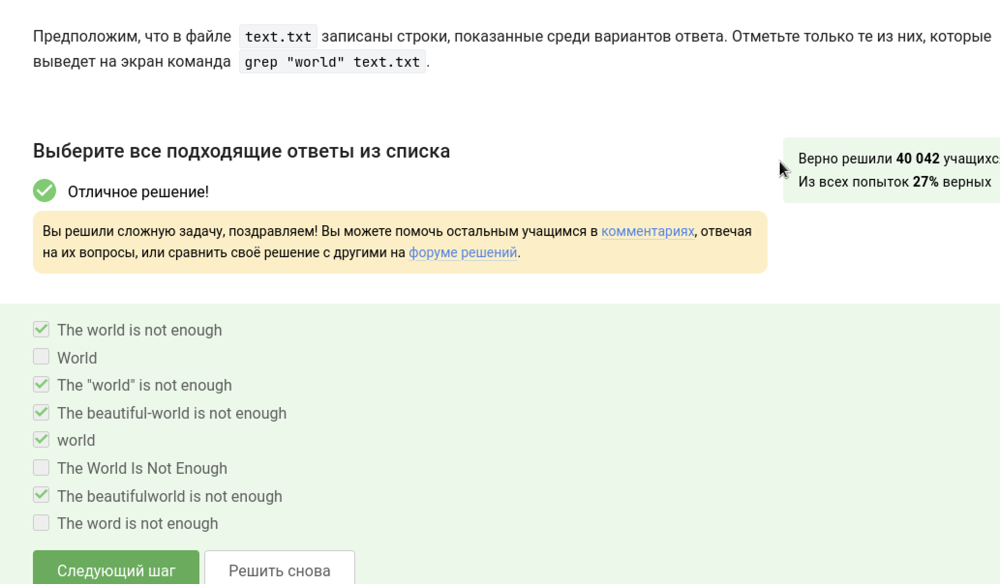 Предположим, что в файле text.txt записаны строки, показанные среди вариантов ответа. Отметьте только те из них, которые
выведет на экран команда grep "world" text.txt.
Выберите все подходящие ответы из списка
Верно решили 40 042 учащихс
Из всех попыток 27% верных
Отличное решение!
Вы решили сложную задачу, поздравляем! Вы можете помочь остальным учащимся в комментариях, отвечая
на их вопросы, или сравнить своё решение с другими на форуме решений.
The world is not enough
World
The "world" is not enough
The beautiful-world is not enough
world
The World Is Not Enough
The beautifulworld is not enough
The word is not enough
Следующий шаг
Решить снова